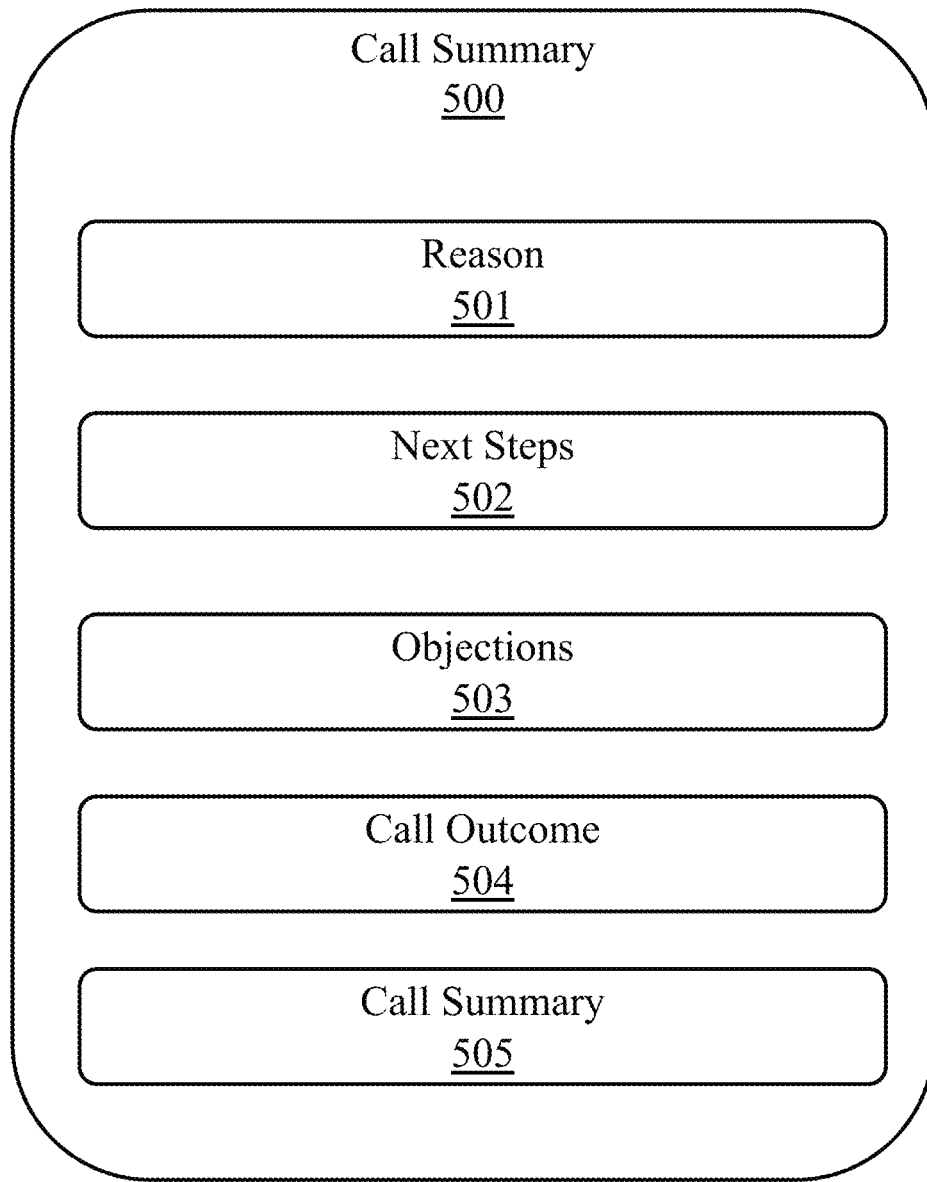 Call Summary
500
Reason
501
Next Steps
502
Objections
503
Call Outcome
504
Call Summary
505